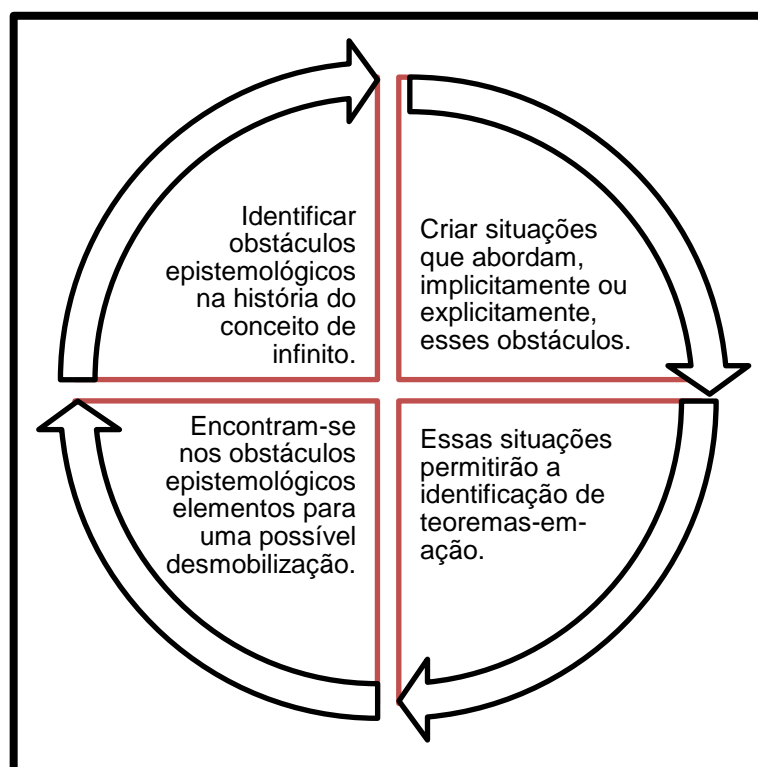 Identificar
obstáculos
epistemológicos
na história do
conceito de
infinito.
Criar situações
que abordam,
implicitamente ou
explicitamente,
esses obstáculos.
Encontram-se
nos obstáculos
epistemológicos
elementos para
uma possível
desmobilização.
Essas situações
permitirão a
identificação de
teoremas-em-
ação.